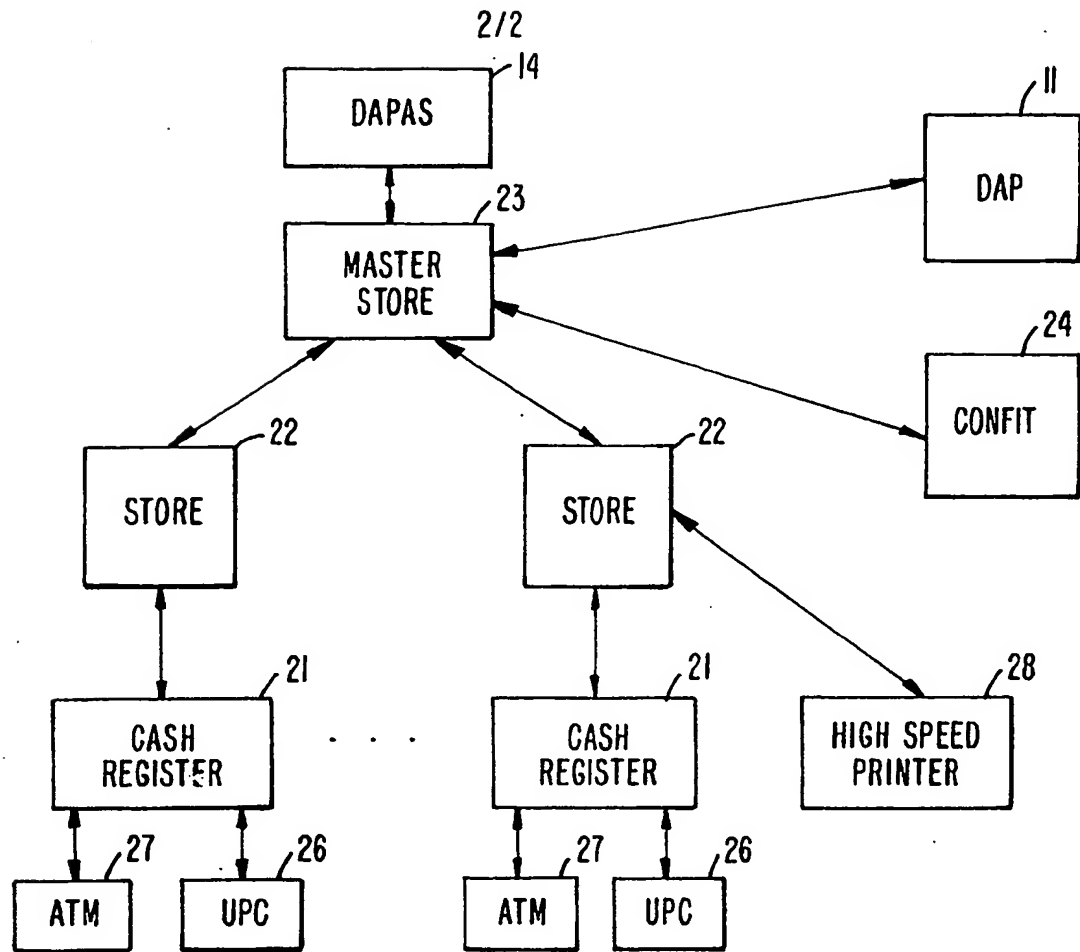 2/2
14
DAPAS
11
DAP
23
MASTER
STORE
24
CONFIT
22
STORE
22
STORE
21
CASH
REGISTER
. . .
21
CASH
REGISTER
28
HIGH SPEED
PRINTER
27
ATM
26
UPC
27
ATM
26
UPC